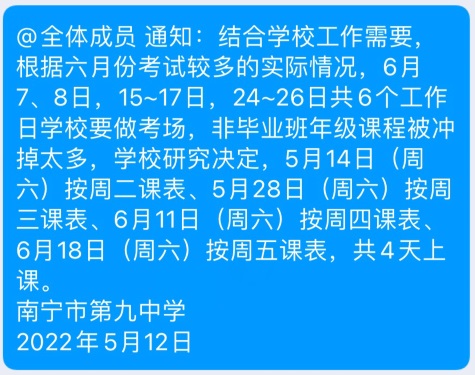 @全体成员 通知：结合学校工作需要，
根据六月份考试较多的实际情况，6月
7、8日，15~17日，24~26日共6个工作
日学校要做考场，非毕业班年级课程被冲
掉太多，学校研究决定，5月14日（周
六）按周二课表、5月28日（周六）按周
三课表、6月11日（周六）按周四课表、
6月18日（周六）按周五课表，共4天上
课。
南宁市第九中学
2022年5月12日